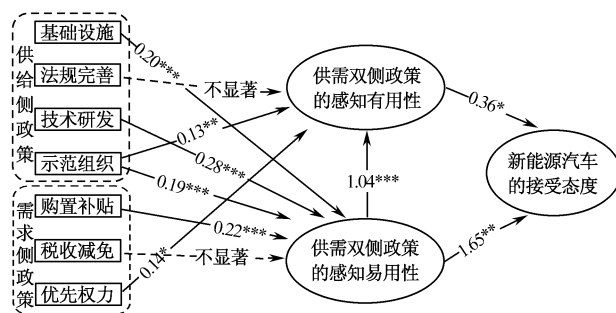 供给侧政策
基础设施
法规完善
技术研发
示范组织
需求侧政策
购置补贴
税收减免
优先权力
0.20***
不显著
0.13**
0.28***
0.19***
0.22***
不显著
0.14*
供需双侧政策
的感知有用性
1.04***
供需双侧政策
的感知易用性
0.36*
1.65**
新能源汽车
的接受态度